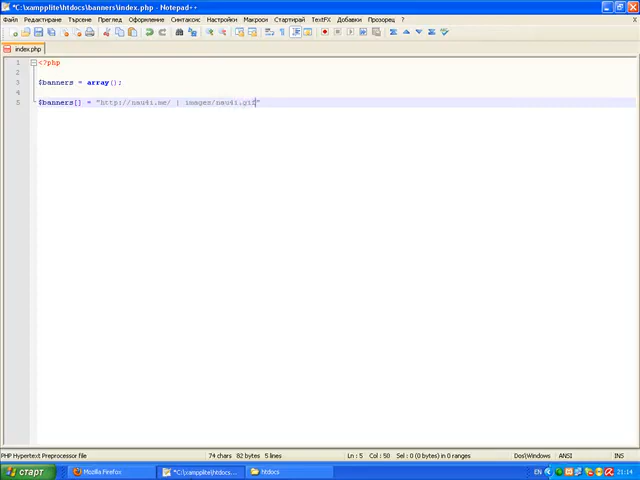 *C:\xampplite\htdocs\banners\index.php - Notepad++
Файл Редактиране Търсене Преглед Оформление Синтаксис Настройки Макроси Стартирай TextFX Добавки Прозорец ?
index.php
1 <?php
2
3 $banners = array();
4
5 $banners[] = "http://nau4i.me/ | images/nau4i.gif"
PHP Hypertext Preprocessor file 74 chars 82 bytes 5 lines Ln : 5 Col : 50 Sel : 0 (0 bytes) in 0 ranges Dos\Windows ANSI INS
старт Mozilla Firefox *C:\xampplite\htdocs... htdocs EN 21:14